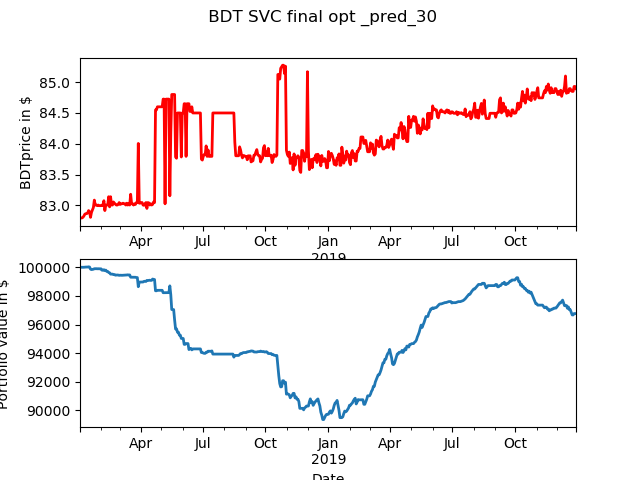 BDT SVC final opt _pred_30
BDTprice in $
85.0
84.5
84.0
83.5
83.0
Apr Jul Oct Jan Apr Jul Oct
2019
Portfolio value in $
100000
98000
96000
94000
92000
90000
Apr Jul Oct Jan Apr Jul Oct
2019
Date